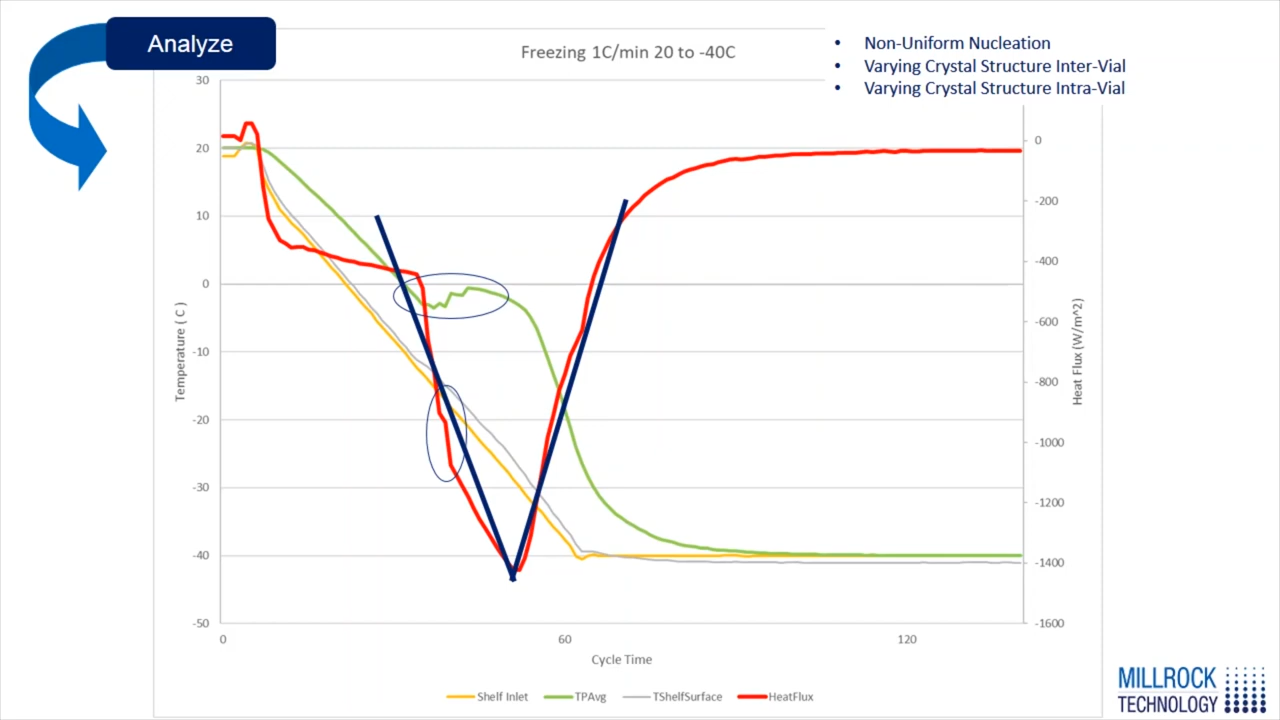 Analyze
Freezing 1C/min 20 to -40C
• Non-Uniform Nucleation
• Varying Crystal Structure Inter-Vial
• Varying Crystal Structure Intra-Vial
30
20
10
0
-10
-20
-30
-40
-50
Temperature ( C )
0
-200
-400
-600
-800
-1000
-1200
-1400
-1600
Heat Flux (W/m^2)
0 60 120
Cycle Time
Shelf Inlet TPAvg TShelfSurface HeatFlux
MILLROCK
TECHNOLOGY